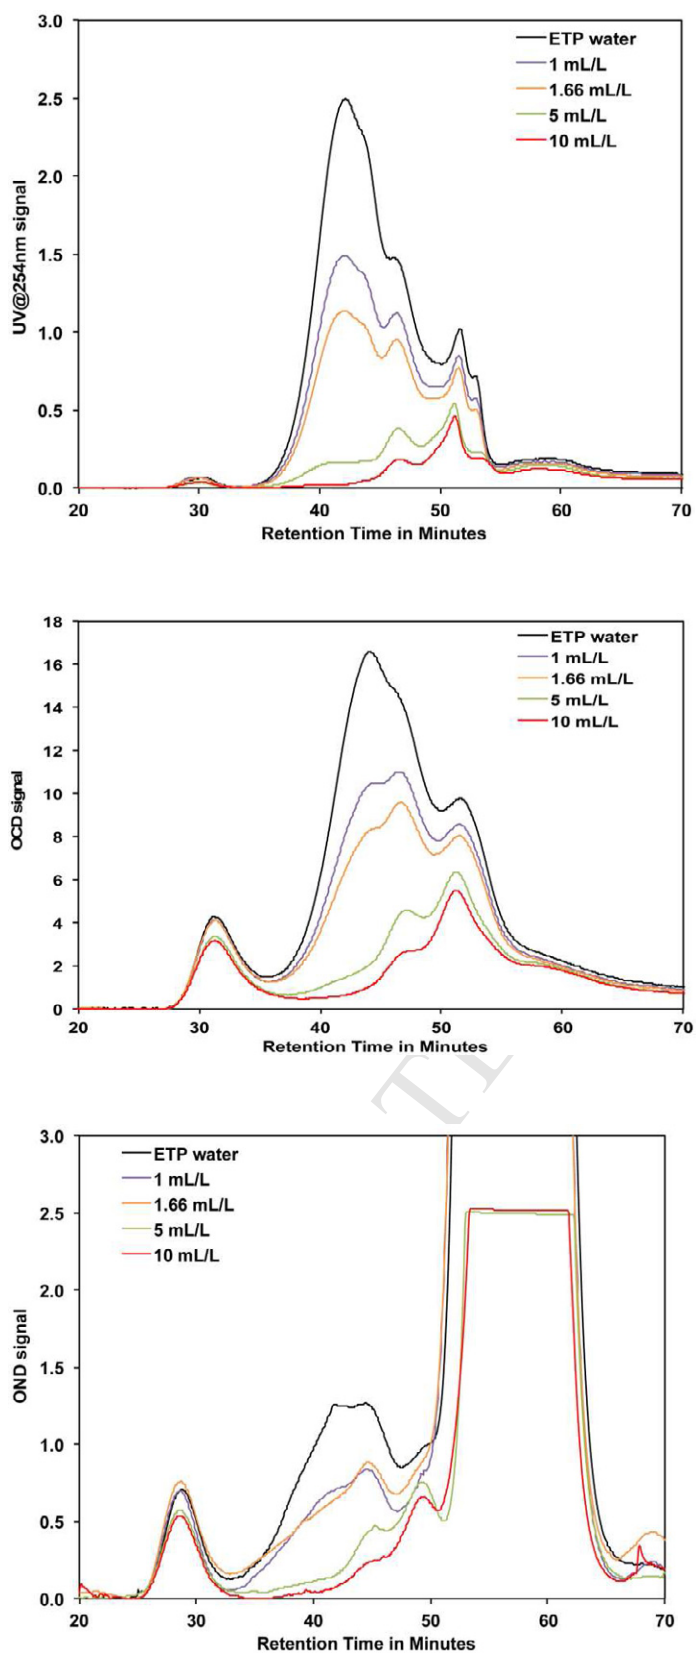 3.0
2.5
2.0
1.5
1.0
0.5
0.0
UV@254nm signal
ETP water
1 mL/L
1.66 mL/L
5 mL/L
10 mL/L
20 30 40 50 60 70
Retention Time in Minutes
18
16
14
12
10
8
6
4
2
0
OCD signal
ETP water
1 mL/L
1.66 mL/L
5 mL/L
10 mL/L
20 30 40 50 60 70
Retention Time in Minutes
3.0
2.5
2.0
1.5
1.0
0.5
0.0
OND signal
ETP water
1 mL/L
1.66 mL/L
5 mL/L
10 mL/L
20 30 40 50 60 70
Retention Time in Minutes